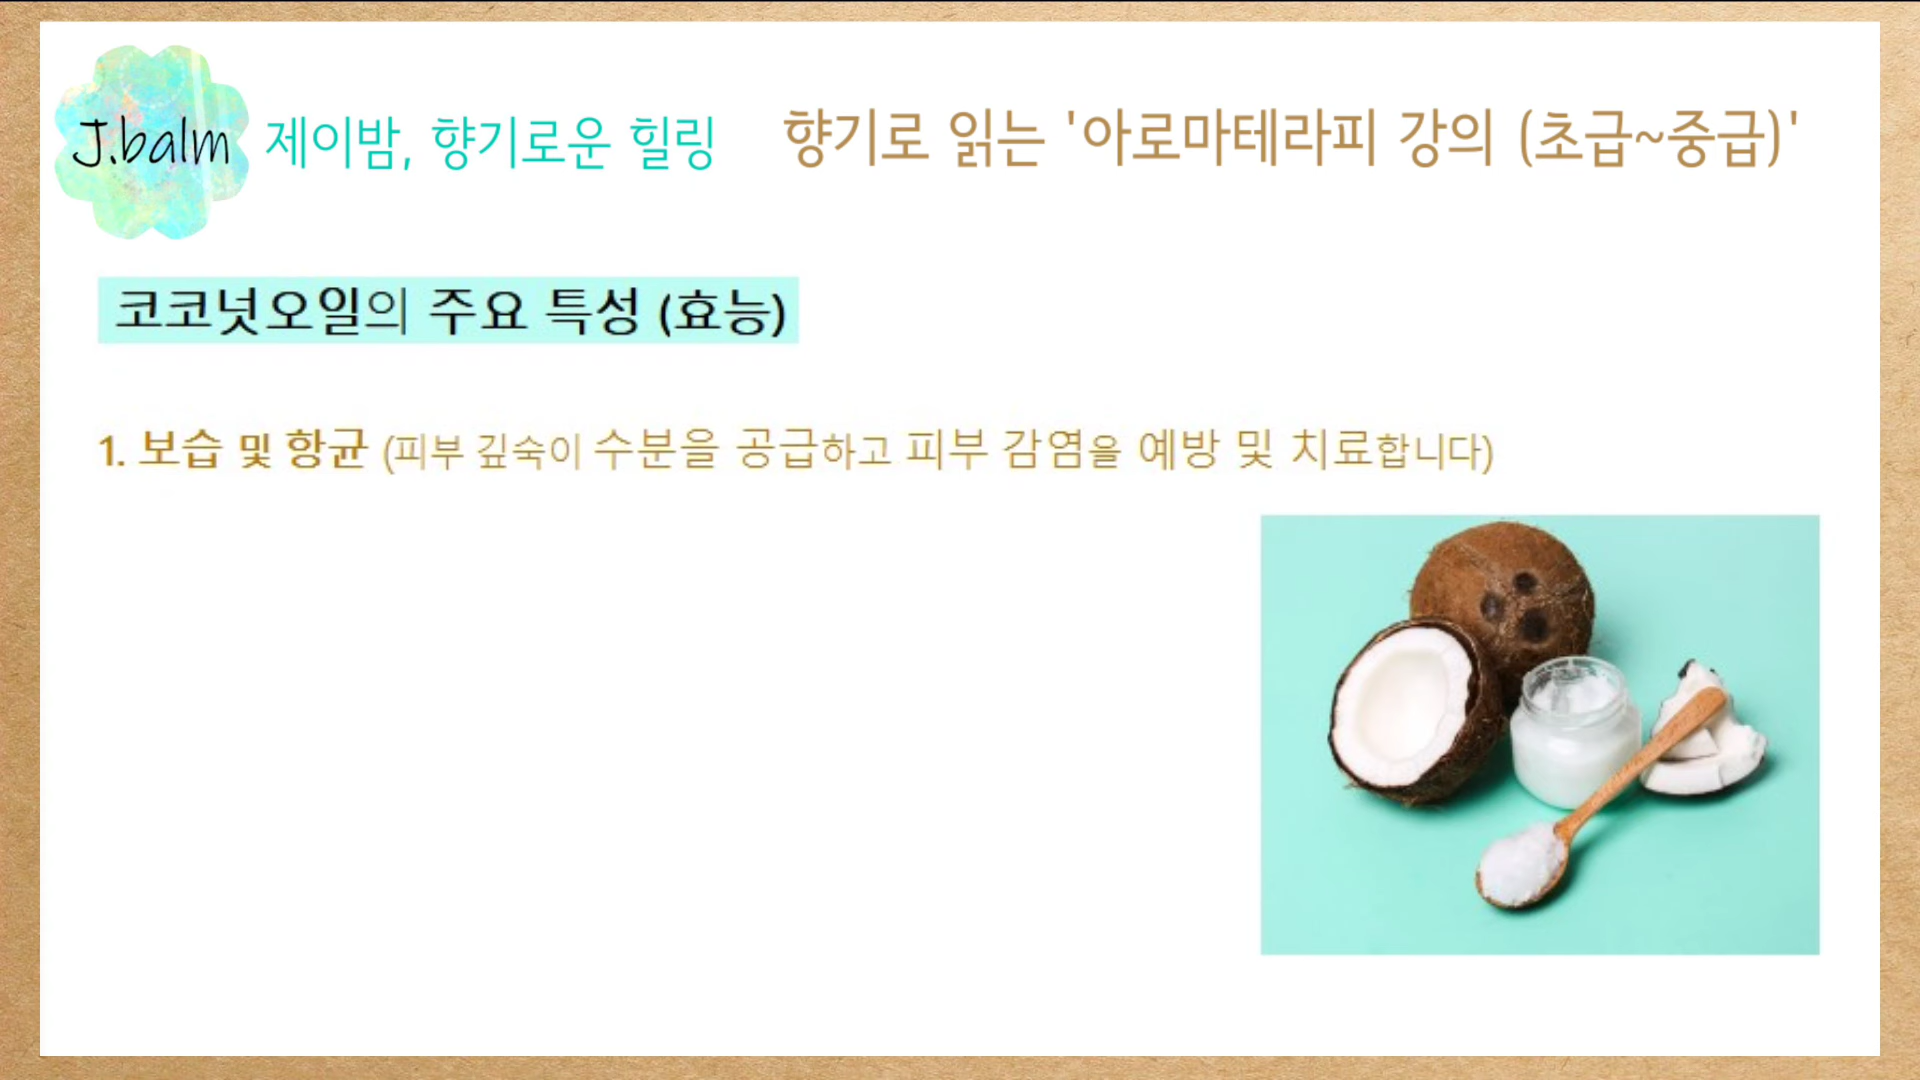 J.balm 제이밤, 향기로운 힐링 향기로 읽는 '아로마테라피 강의 (초급~중급)'
코코넛오일의 주요 특성 (효능)
1. 보습 및 항균 (피부 깊숙이 수분을 공급하고 피부 감염을 예방 및 치료합니다)